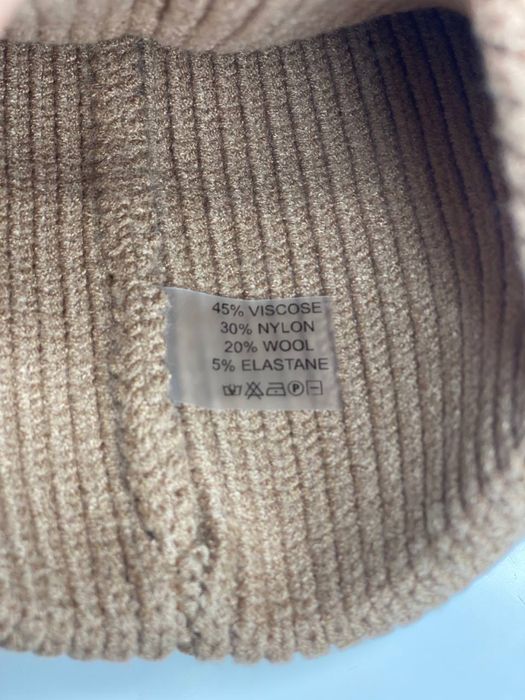 45% VISCOSE
30% NYLON
20% WOOL
5% ELASTANE
P